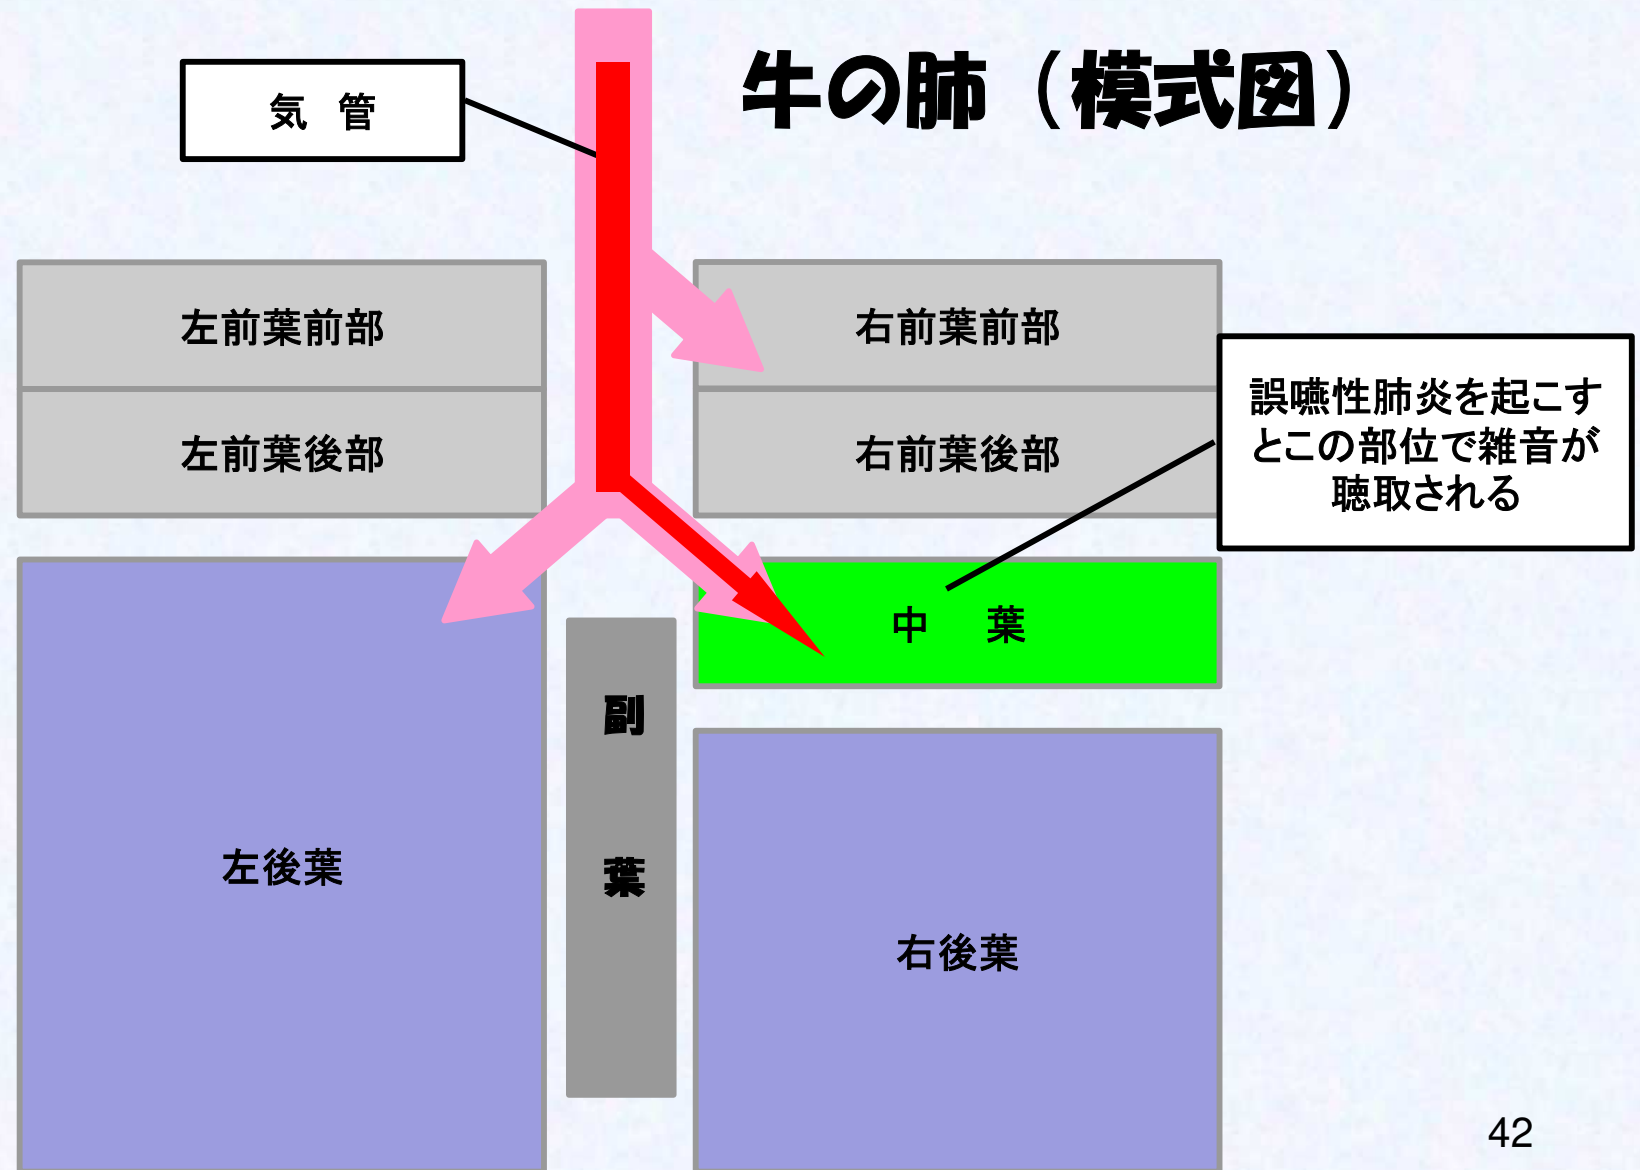 牛の肺（模式図）
気　管
左前葉前部
右前葉前部
左前葉後部
右前葉後部
誤嚥性肺炎を起こす
とこの部位で雑音が
聴取される
中　葉
副
葉
左後葉
右後葉
42